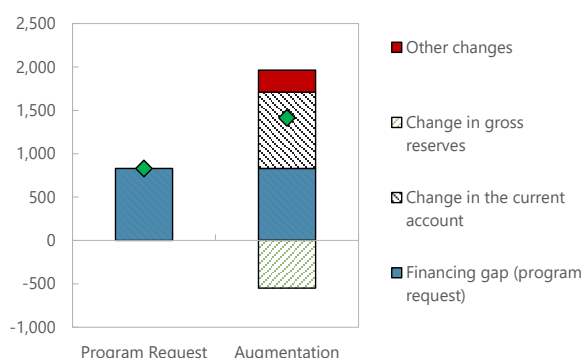 2,500
2,000
1,500
1,000
500
0
-500
-1,000
Program Request
Augmentation
Other changes
Change in gross
reserves
Change in the current
account
Financing gap (program
request)